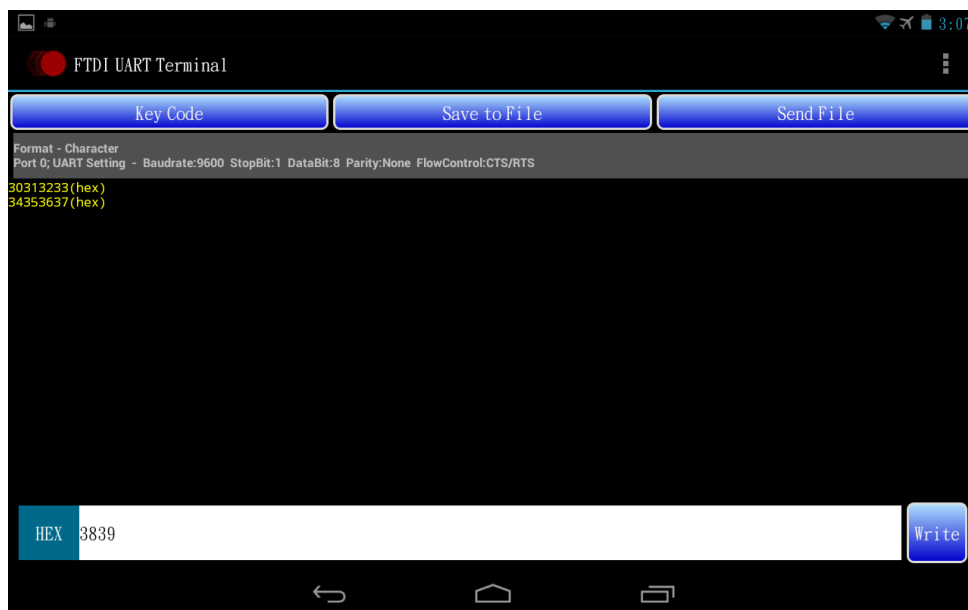 3:07
FTDI UART Terminal
Key Code
Save to File
Send File
Format - Character
Port 0; UART Setting - Baudrate:9600 StopBit:1 DataBit:8 Parity:None FlowControl:CTS/RTS
30313233(hex)
34353637(hex)
HEX 3839
Write